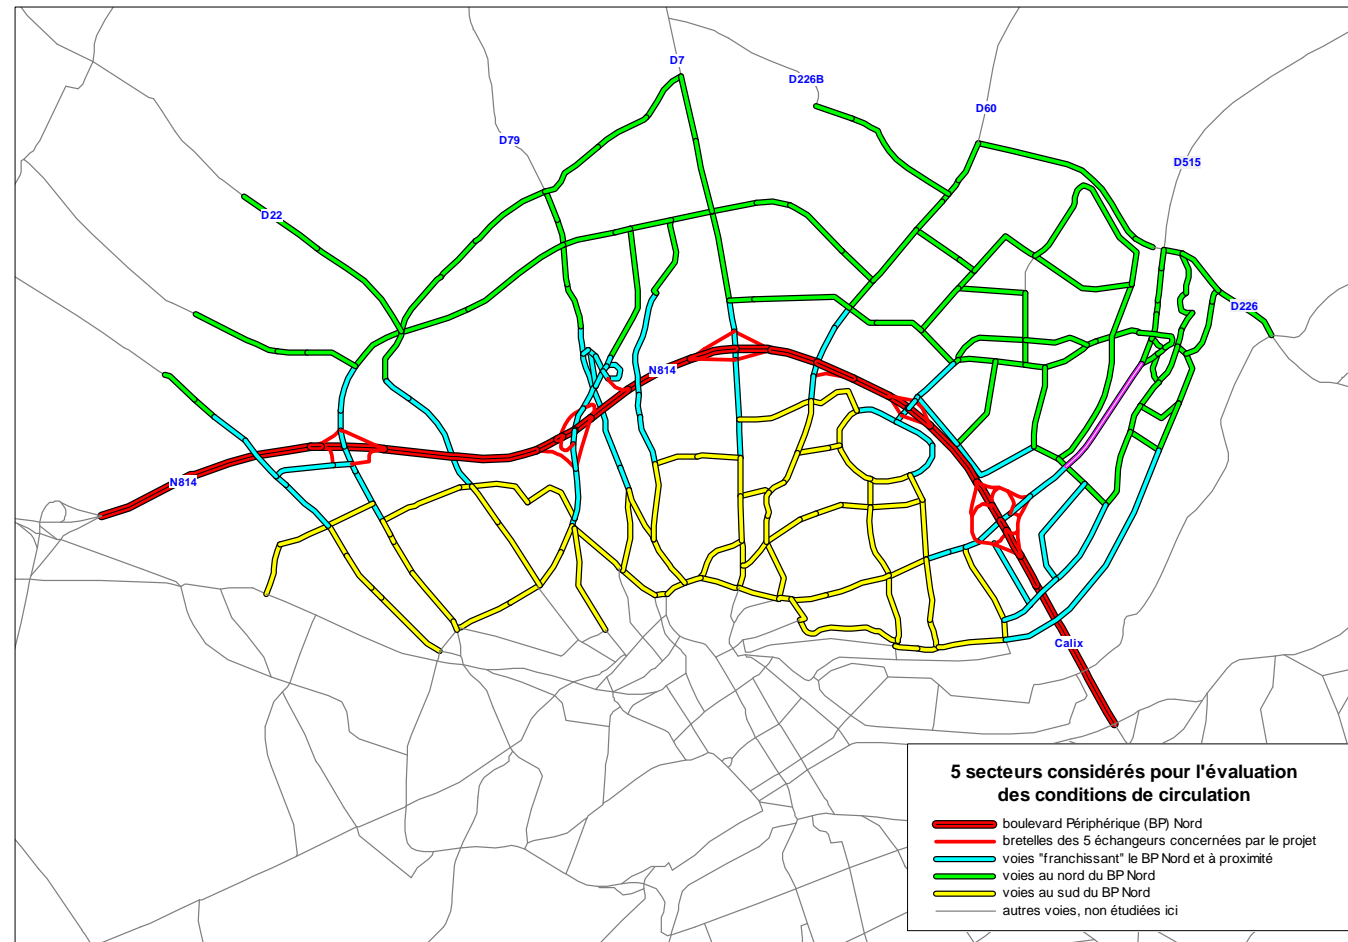 D7
D226B
D60
D79
D515
D22
D226
N814
N814
Calix
5 secteurs considérés pour l'évaluation
des conditions de circulation
boulevard Périphérique (BP) Nord
bretelles des 5 échangeurs concernées par le projet
voies "franchissant" le BP Nord et à proximité
voies au nord du BP Nord
voies au sud du BP Nord
autres voies, non étudiées ici